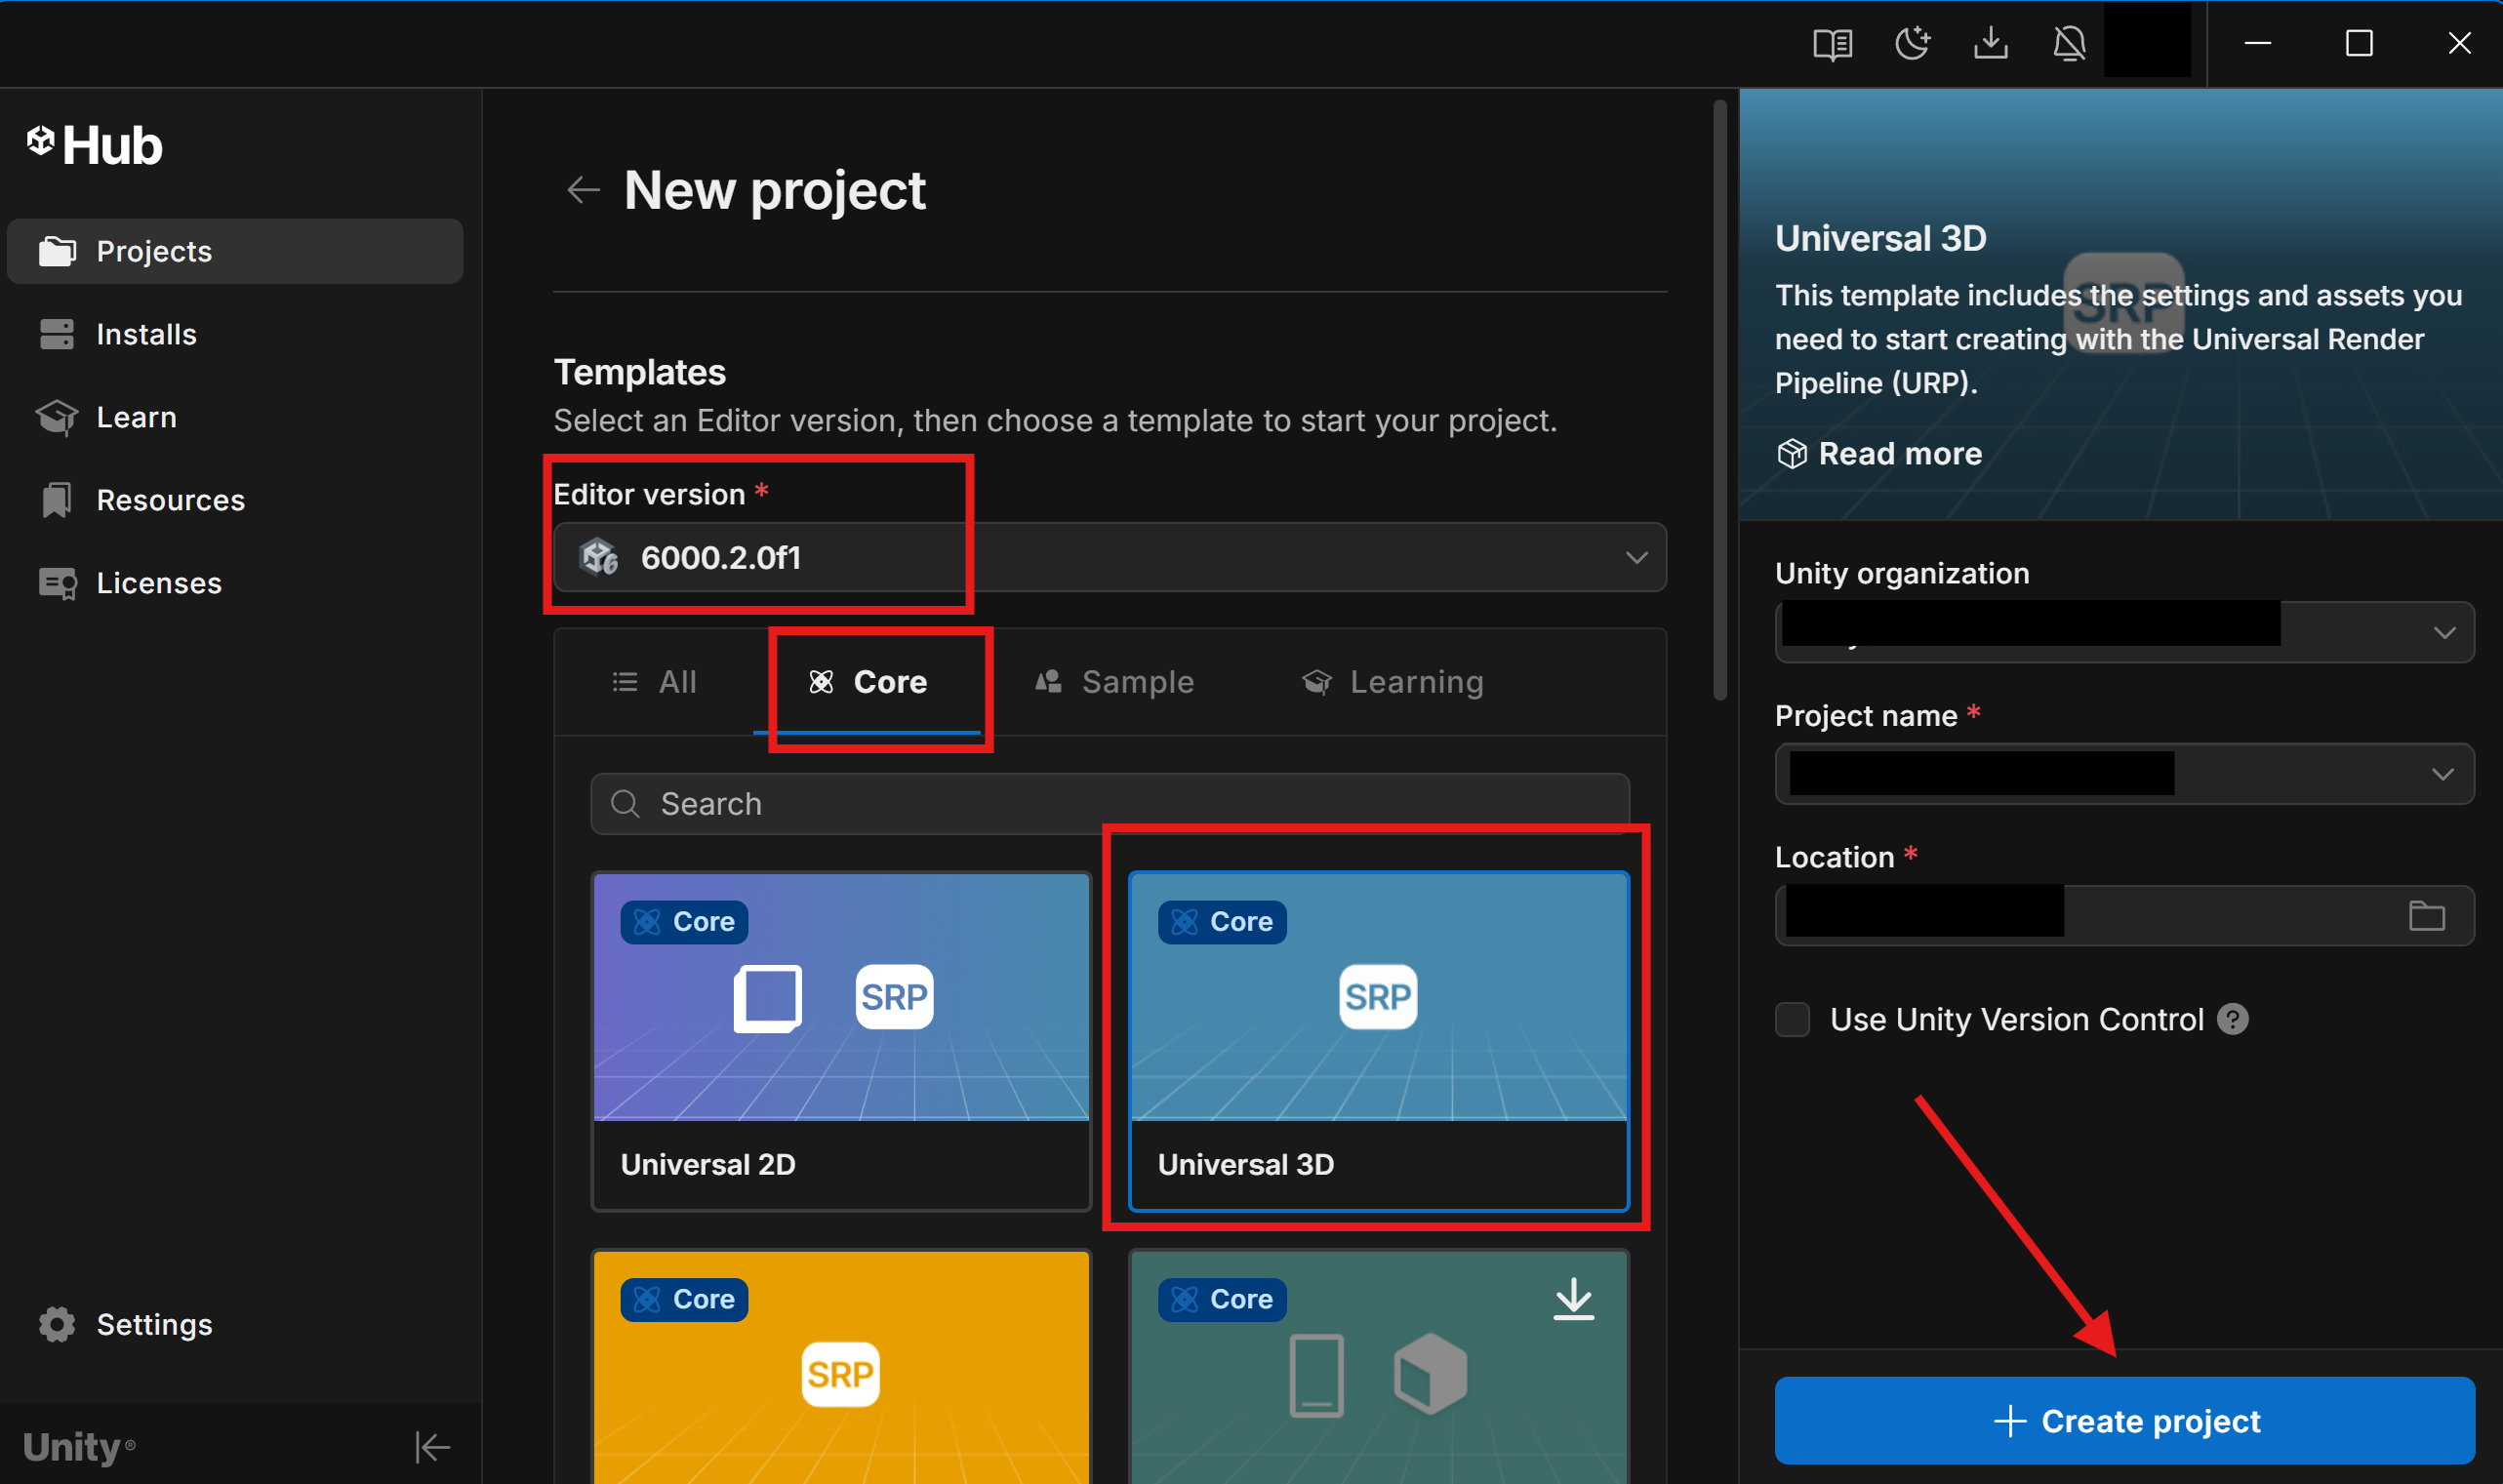 Hub
Projects
Installs
Learn
Resources
Licenses
Settings
Unity®
New project
Templates
Select an Editor version, then choose a template to start your project.
Editor version *
6
6000.2.0f1
All
Core
Sample
Learning
Search
Core
SRP
Universal 2D
Core
SRP
Universal 3D
Core
SRP
Core
SRP
Universal 3D
This template includes the settings and assets you
need to start creating with the Universal Render
Pipeline (URP).
Read more
Unity organization
Project name *
Location *
Use Unity Version Control ?
+ Create project